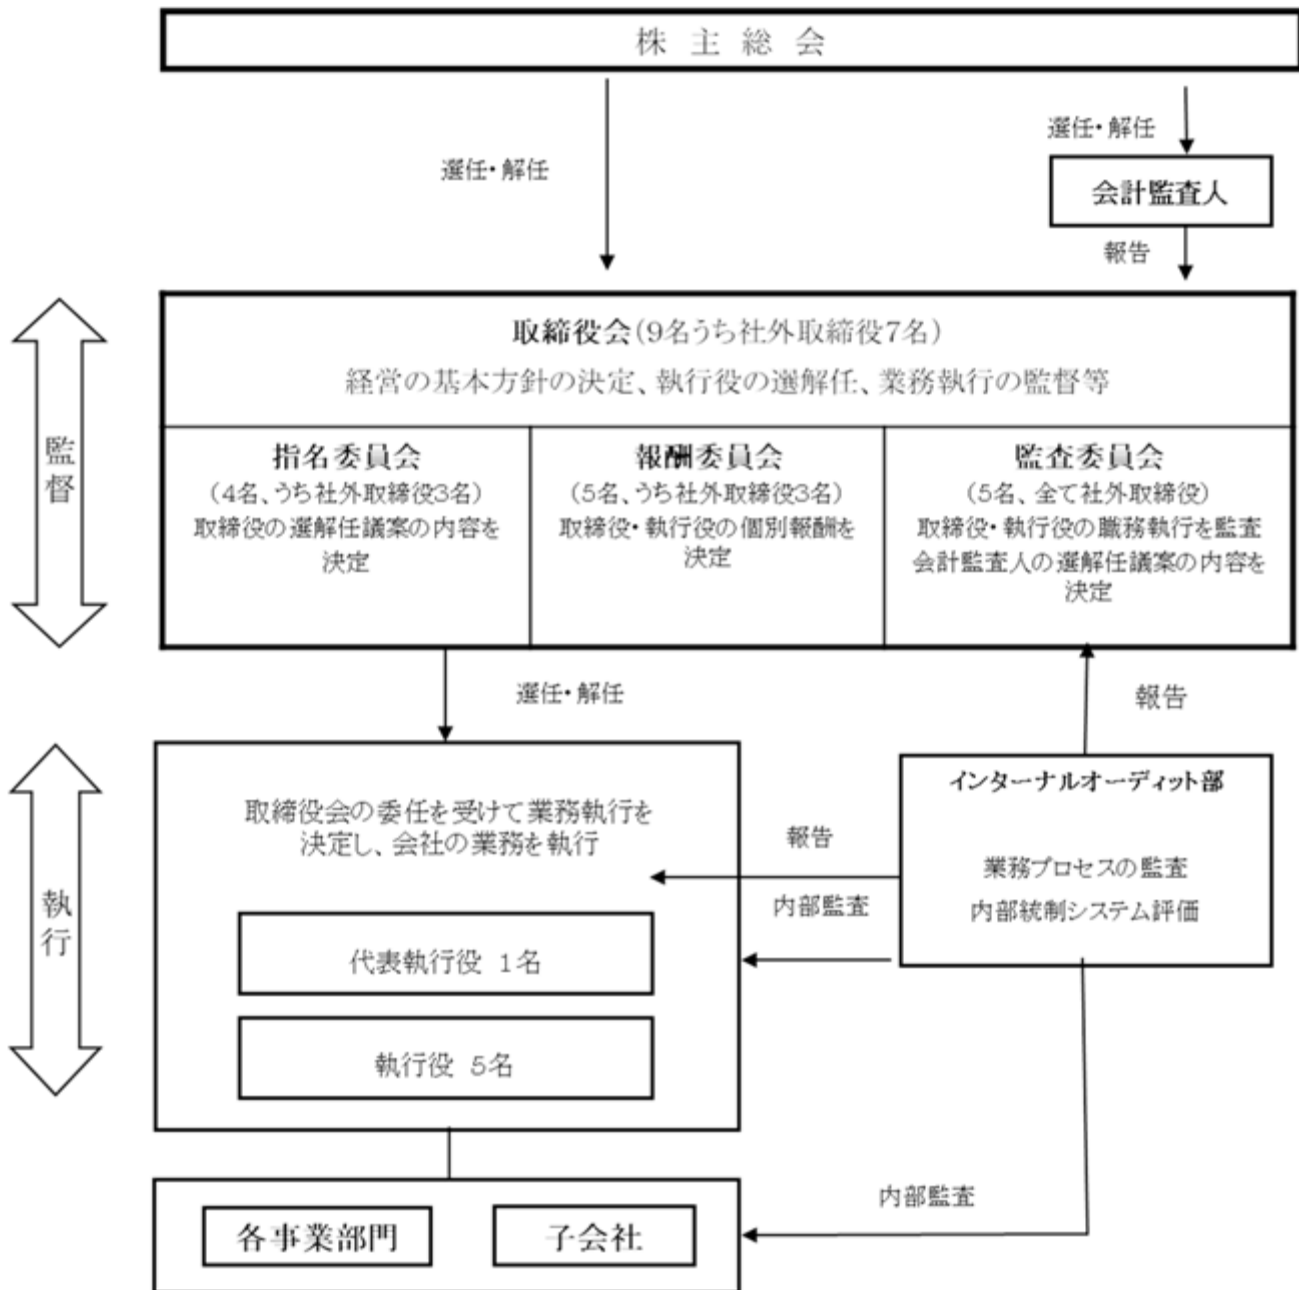 株主総会
選任・解任
選任・解任
会計監査人
報告
取締役会(9名うち社外取締役7名)
経営の基本方針の決定、執行役の選解任、業務執行の監督等
監督
指名委員会
(4名、うち社外取締役3名)
取締役の選解任議案の内容を
決定
報酬委員会
(5名、うち社外取締役3名)
取締役・執行役の個別報酬を
決定
監査委員会
(5名、全て社外取締役)
取締役・執行役の職務執行を監査
会計監査人の選解任議案の内容を
決定
選任・解任
報告
執行
取締役会の委任を受けて業務執行を
決定し、会社の業務を執行
代表執行役 1名
執行役 5名
報告
内部監査
インターナルオーディット部
業務プロセスの監査
内部統制システム評価
内部監査
各事業部門
子会社